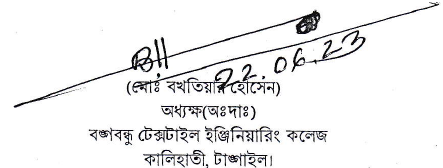 22.06.23
(মোঃ বখতিয়ার হোসেন)
অধ্যক্ষ(অঃদাঃ)
বঙ্গবন্ধু টেক্সটাইল ইঞ্জিনিয়ারিং কলেজ
কালিহাতী, টাঙ্গাইল।